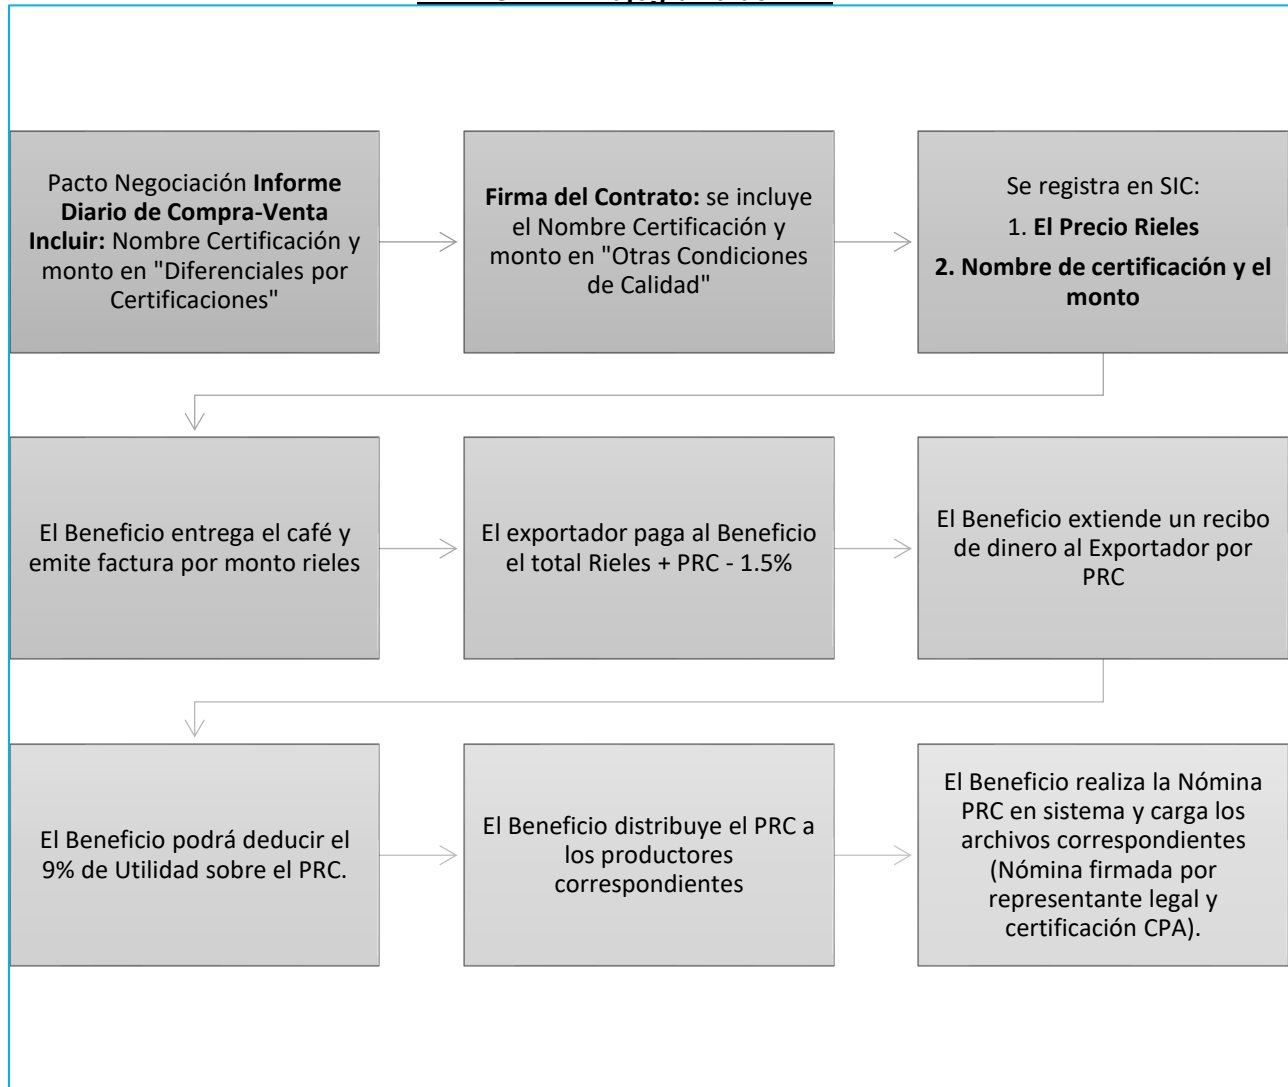 Pacto Negociación Informe
Diario de Compra-Venta
Incluir: Nombre Certificación y
monto en "Diferenciales por
Certificaciones"
Firma del Contrato: se incluye
el Nombre Certificación y
monto en "Otras Condiciones
de Calidad"
Se registra en SIC:
1. El Precio Rieles
2. Nombre de certificación y el
monto
El Beneficio entrega el café y
emite factura por monto rieles
El exportador paga al Beneficio
el total Rieles + PRC - 1.5%
El Beneficio extiende un recibo
de dinero al Exportador por
PRC
El Beneficio podrá deducir el
9% de Utilidad sobre el PRC.
El Beneficio distribuye el PRC a
los productores
correspondientes
El Beneficio realiza la Nómina
PRC en sistema y carga los
archivos correspondientes
(Nómina firmada por
representante legal y
certificación CPA).